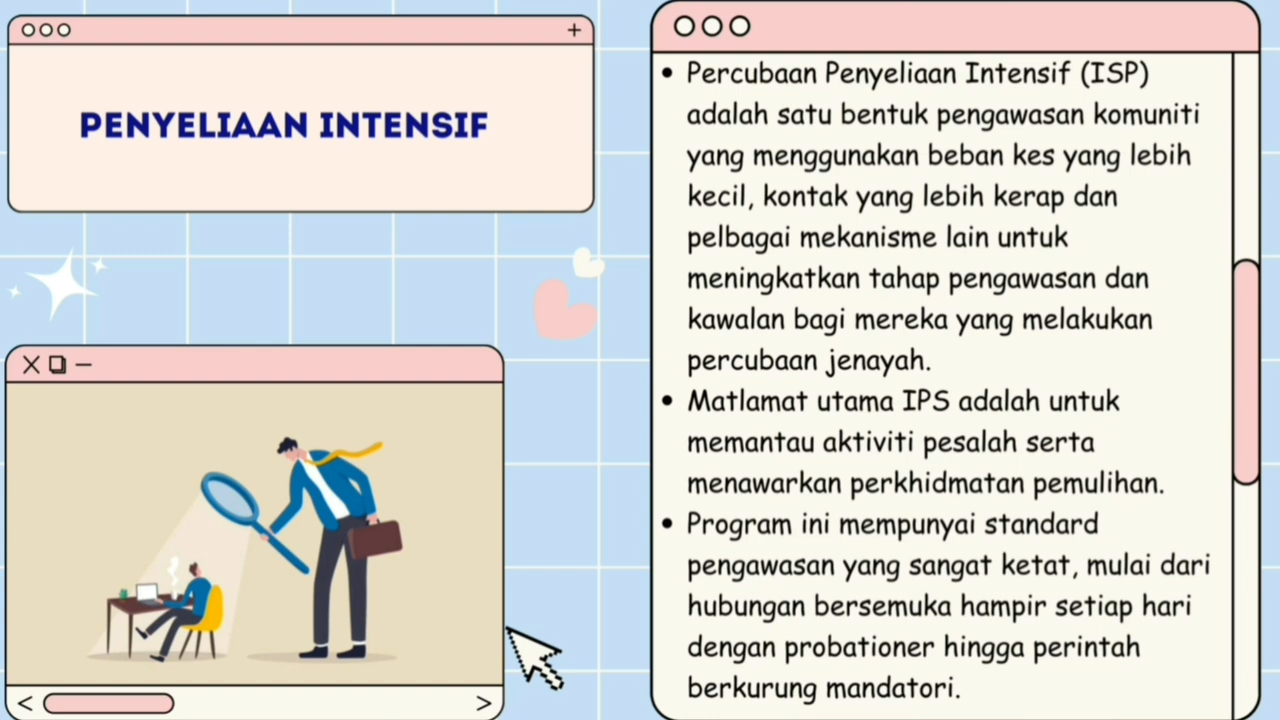 PENYELIAAN INTENSIF
• Percubaan Penyeliaan Intensif (ISP)
adalah satu bentuk pengawasan komuniti
yang menggunakan beban kes yang lebih
kecil, kontak yang lebih kerap dan
pelbagai mekanisme lain untuk
meningkatkan tahap pengawasan dan
kawalan bagi mereka yang melakukan
percubaan jenayah.
• Matlamat utama IPS adalah untuk
memantau aktiviti pesalah serta
menawarkan perkhidmatan pemulihan.
• Program ini mempunyai standard
pengawasan yang sangat ketat, mulai dari
hubungan bersemuka hampir setiap hari
dengan probationer hingga perintah
berkurung mandatori.